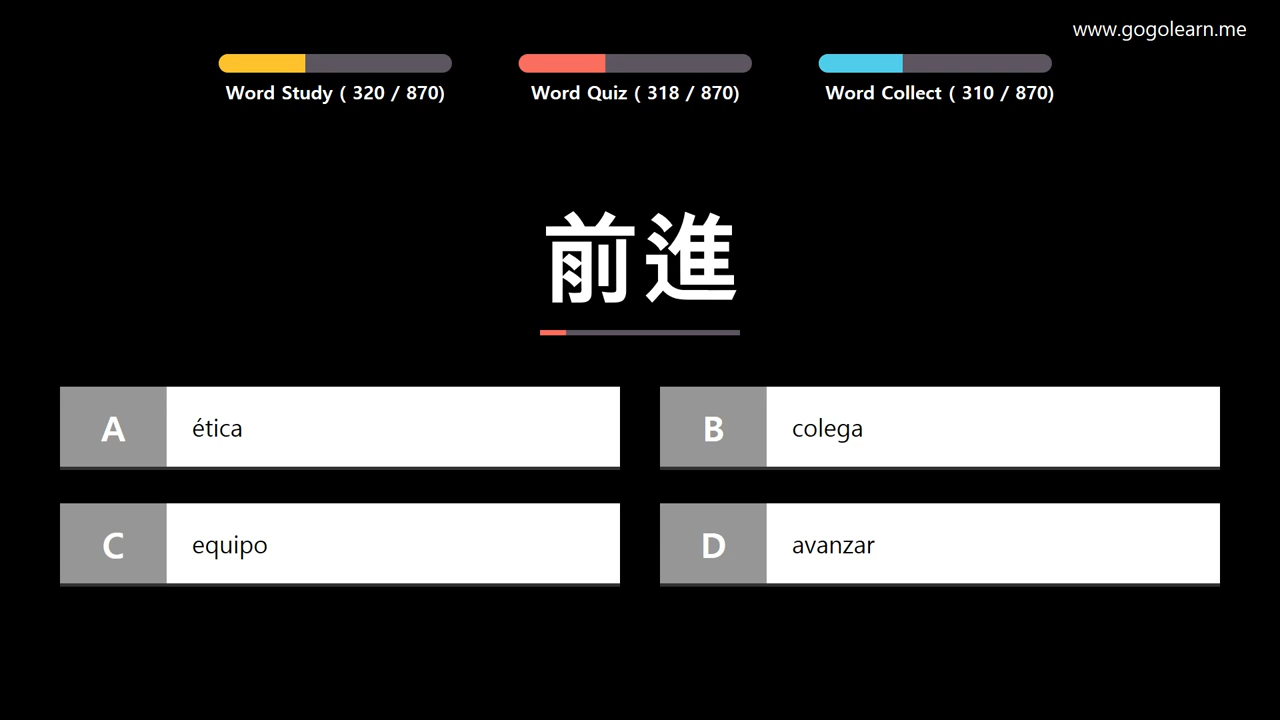 www.gogolearn.me
Word Study ( 320 / 870)
Word Quiz ( 318 / 870)
Word Collect ( 310 / 870)
前進
A ética
B colega
C equipo
D avanzar